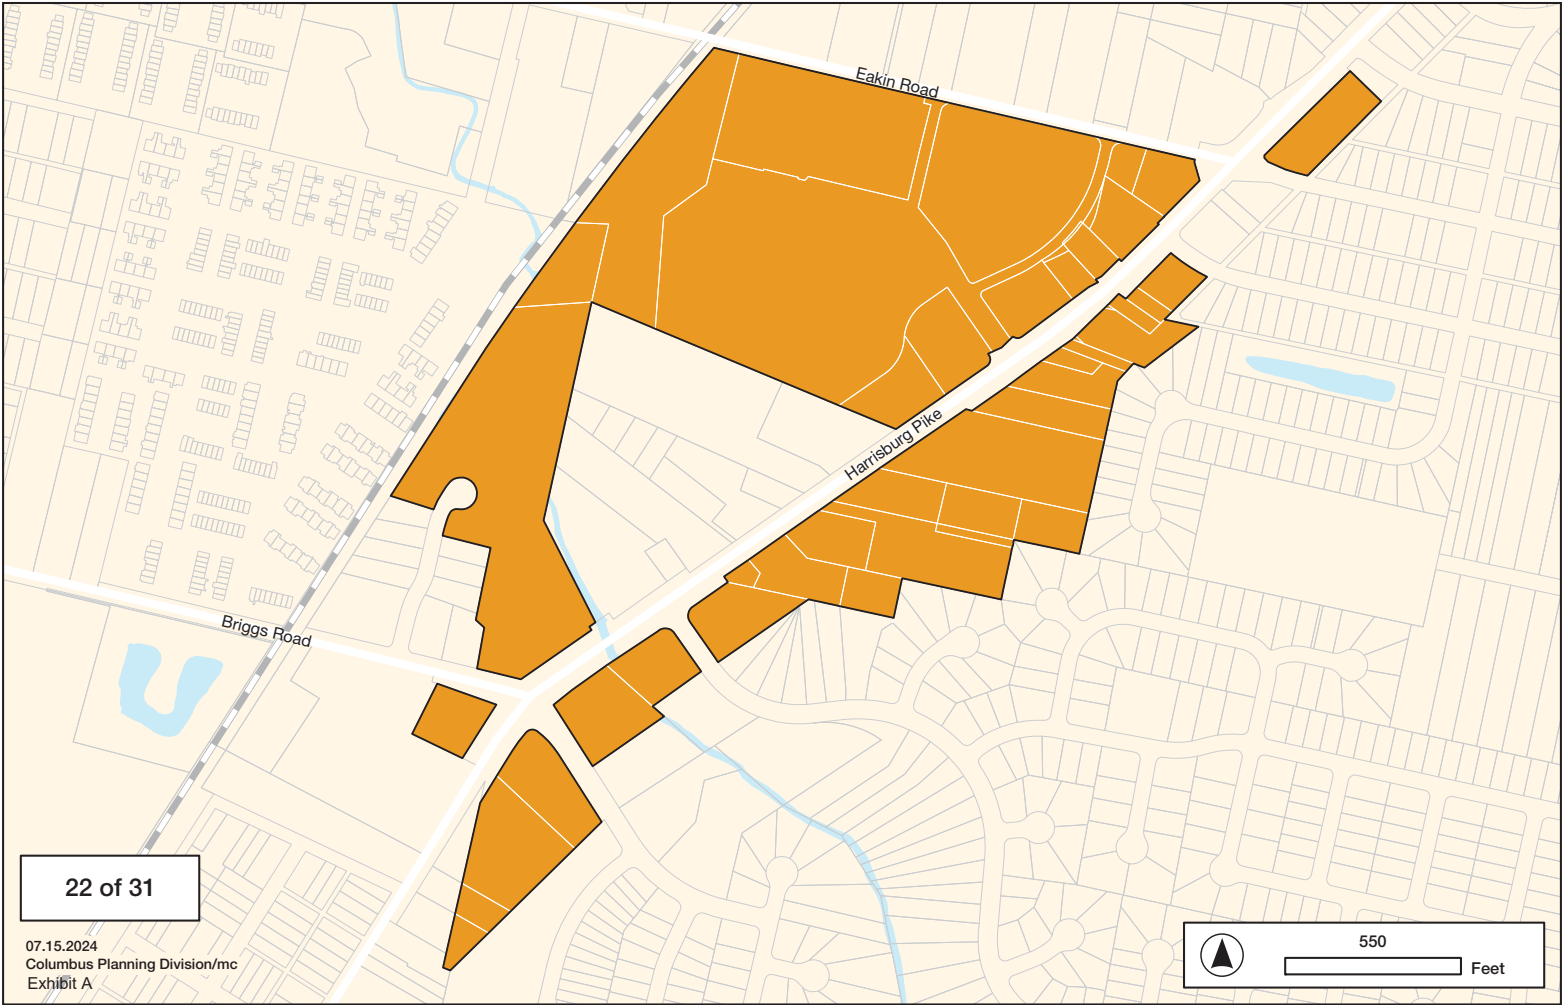 Eakin Road
Harrisburg Pike
Briggs Road
22 of 31
07.15.2024
Columbus Planning Division/mc
Exhibit A
550
Feet